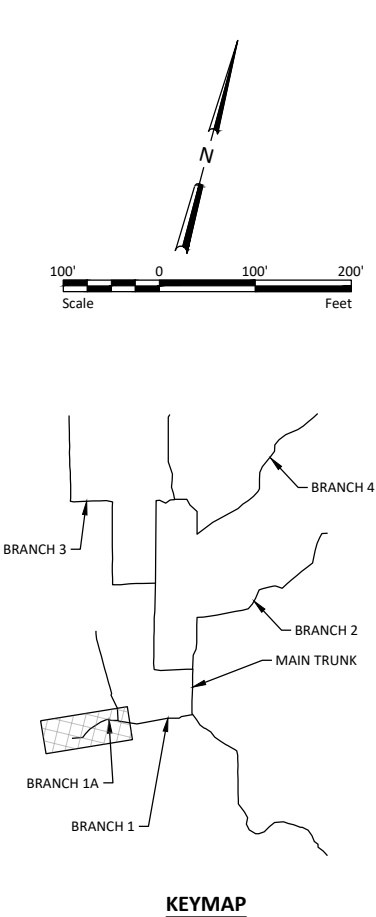 N
100' 0 100' 200'
Scale Feet
BRANCH 4
BRANCH 3
BRANCH 2
MAIN TRUNK
BRANCH 1A
BRANCH 1
KEYMAP